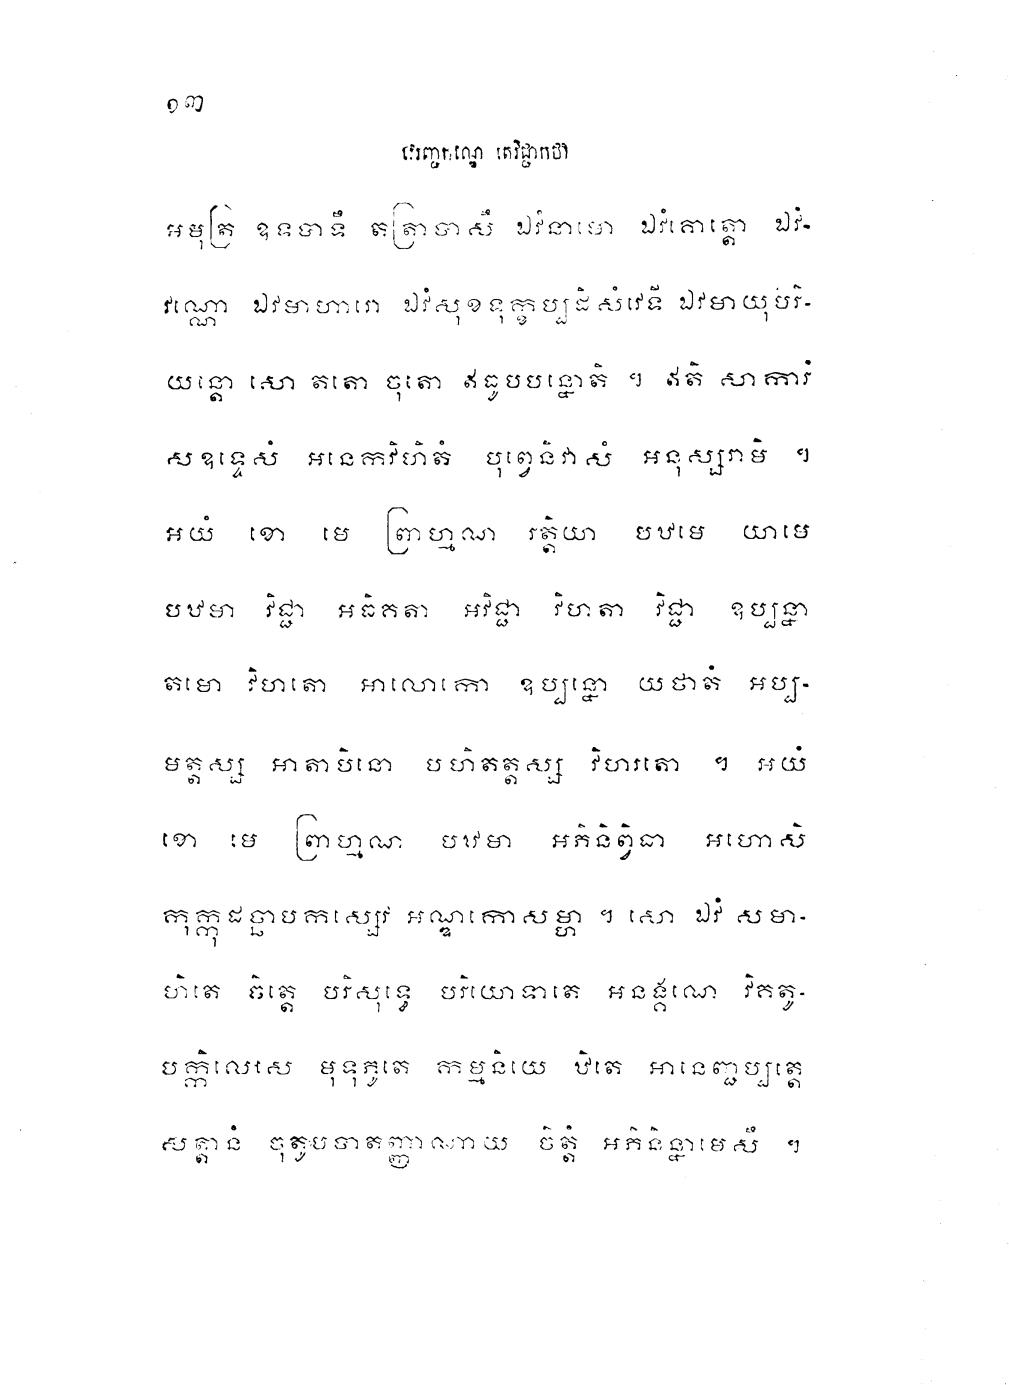 ១៣
វេរញ្ជកណ្ឌេ តេវិជ្ជាកថា
អមុត្រ ឧទបាទឹ តត្រាបាសឹ ឯវំនាមោ ឯវំគោត្តោ ឯវំ-
វណ្ណោ ឯវមាហារោ ឯវំសុខទុក្ខប្បដិសំវេទី ឯវមាយុប្បរិ-
យន្តោ សោ តតោ ចុតោ ឥធូបបន្នោតិ ។ ឥតិ សាការំ
សឧទ្ទេសំ អនេកវិហិតំ បុព្វេនិវាសំ អនុស្សរាមិ ។
អយំ ខោ មេ ព្រាហ្មណ រត្តិយា បឋមេ យាមេ
បឋមា វិជ្ជា អធិគតា អវិជ្ជា វិហតា វិជ្ជា ឧប្បន្នា
តមោ វិហតោ អាលោកោ ឧប្បន្នោ យថាតំ អប្ប-
មត្តស្ស អាតាបិនោ បហិតត្តស្ស វិហរតោ ។ អយំ
ខោ មេ ព្រាហ្មណ បឋមា អភិនិព្វិធា អហោសិ
កុក្កុដច្ឆាបកស្សេវ អណ្ឌកោសម្ហា ។ សោ ឯវំ សមា-
ហិតេ ចិត្តេ បរិសុទ្ធេ បរិយោទាតេ អនង្គណេ វិគតូ-
បក្កិលេសេ មុទុភូតេ កម្មនិយេ ឋិតេ អានេញ្ជប្បត្តេ
សត្តានំ ចុតូបបាតញ្ញាណាយ ចិត្តំ អភិនិន្នាមេសឹ ។